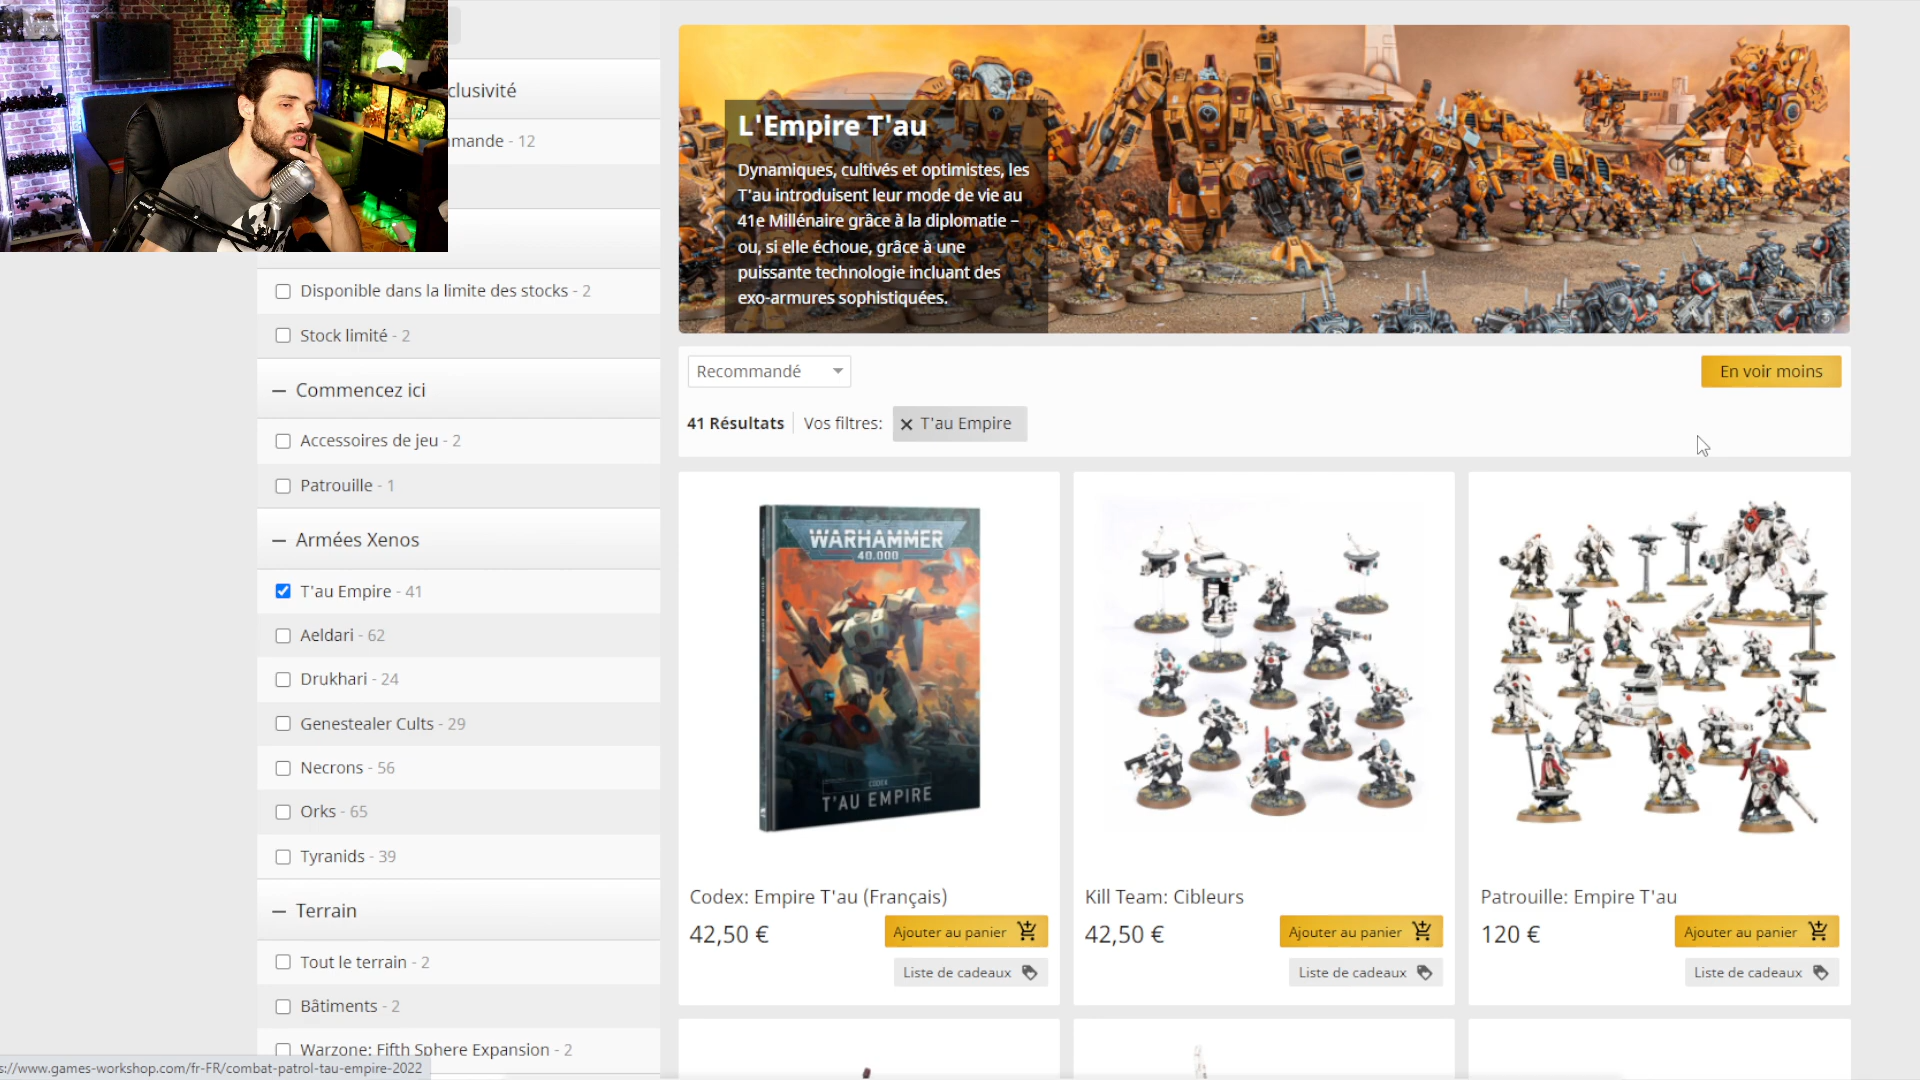 clusivité
mande - 12
Disponible dans la limite des stocks - 2
Stock limité - 2
— Commencez ici
Accessoires de jeu - 2
Patrouille - 1
— Armées Xenos
T'au Empire - 41
Aeldari - 62
Drukhari - 24
Genestealer Cults - 29
Necrons - 56
Orks - 65
Tyranids - 39
— Terrain
Tout le terrain - 2
Bâtiments - 2
Warzone: Fifth Sphere Expansion - 2
s://www.games-workshop.com/fr-FR/combat-patrol-tau-empire-2022
L'Empire T'au
Dynamiques, cultivés et optimistes, les
T'au introduisent leur mode de vie au
41e Millénaire grâce à la diplomatie –
ou, si elle échoue, grâce à une
puissante technologie incluant des
exo-armures sophistiquées.
Recommandé
En voir moins
41 Résultats Vos filtres: × T'au Empire
WARHAMMER
40,000
CODEX
T'AU EMPIRE
Codex: Empire T'au (Français)
42,50 €
Ajouter au panier
Liste de cadeaux
Kill Team: Cibleurs
42,50 €
Ajouter au panier
Liste de cadeaux
Patrouille: Empire T'au
120 €
Ajouter au panier
Liste de cadeaux